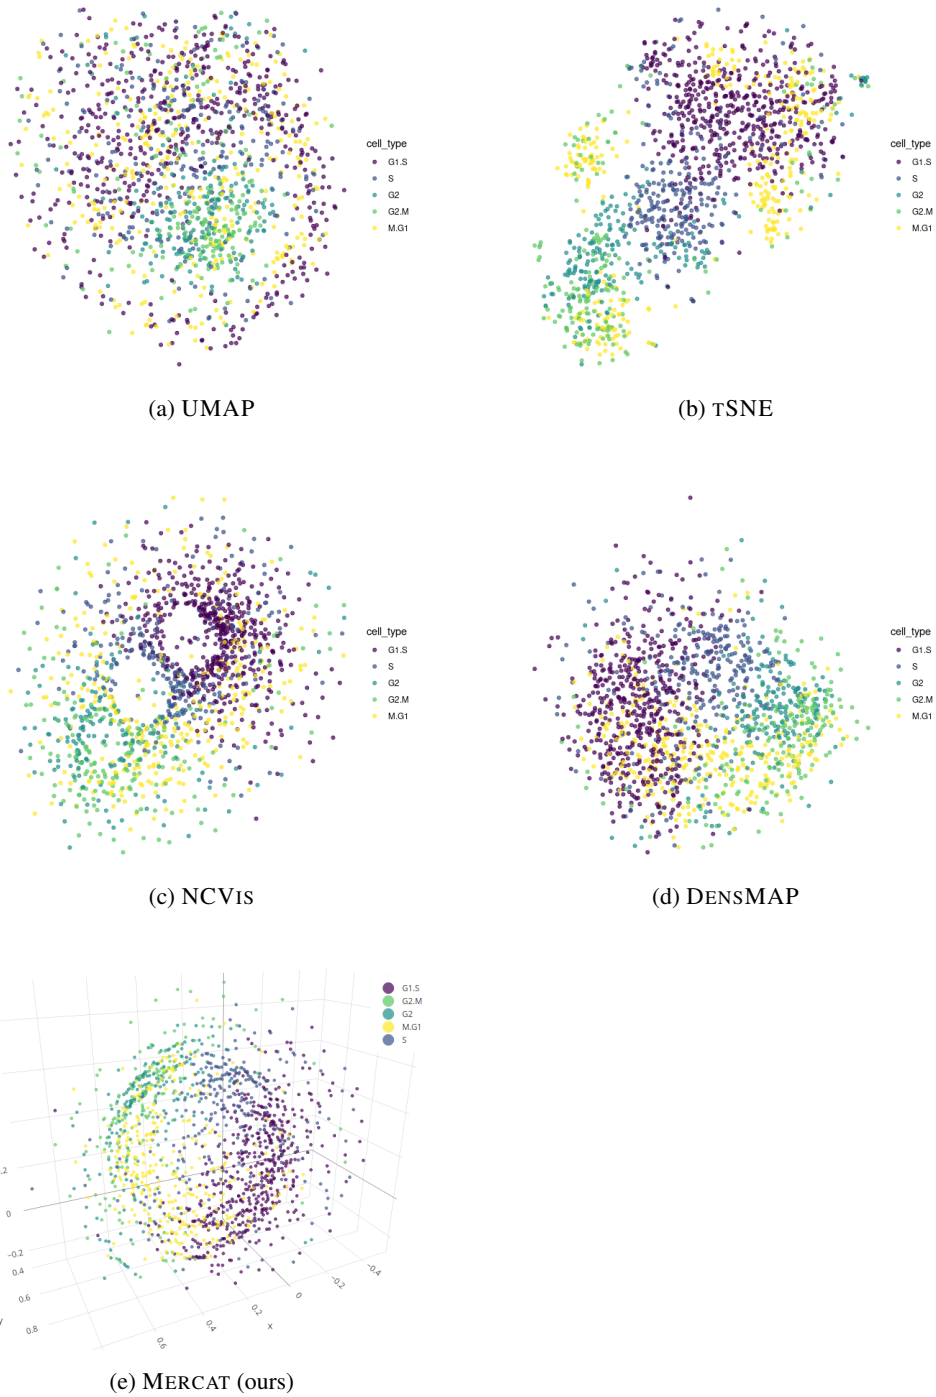 cell_type
G1.S
S
G2
G2.M
M.G1
(a) UMAP
cell_type
G1.S
S
G2
G2.M
M.G1
(b) TSNE
cell_type
G1.S
S
G2
G2.M
M.G1
(c) NCVIS
cell_type
G1.S
S
G2
G2.M
M.G1
(d) DENSMAP
G1.S
G2.M
G2
M.G1
S
0
−0.2
0.4
0.6
0.8
0.6
0.4
0.2
x
0
−0.2
−0.4
(e) MERCAT (ours)